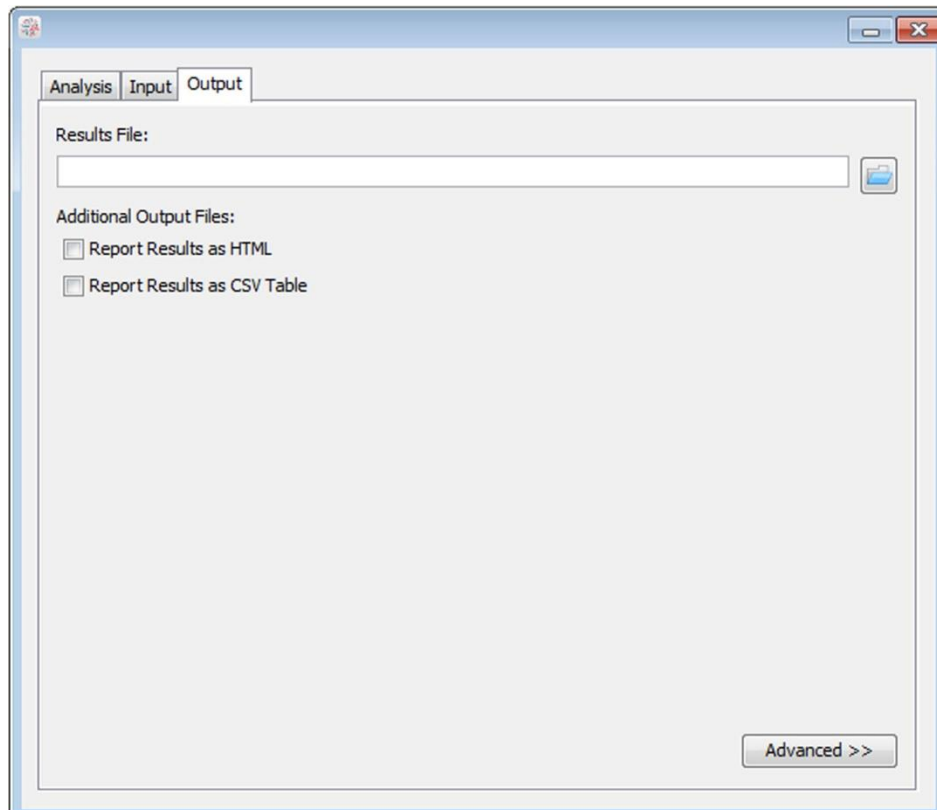 Analysis Input Output
Results File:
Additional Output Files:
Report Results as HTML
Report Results as CSV Table
Advanced >>